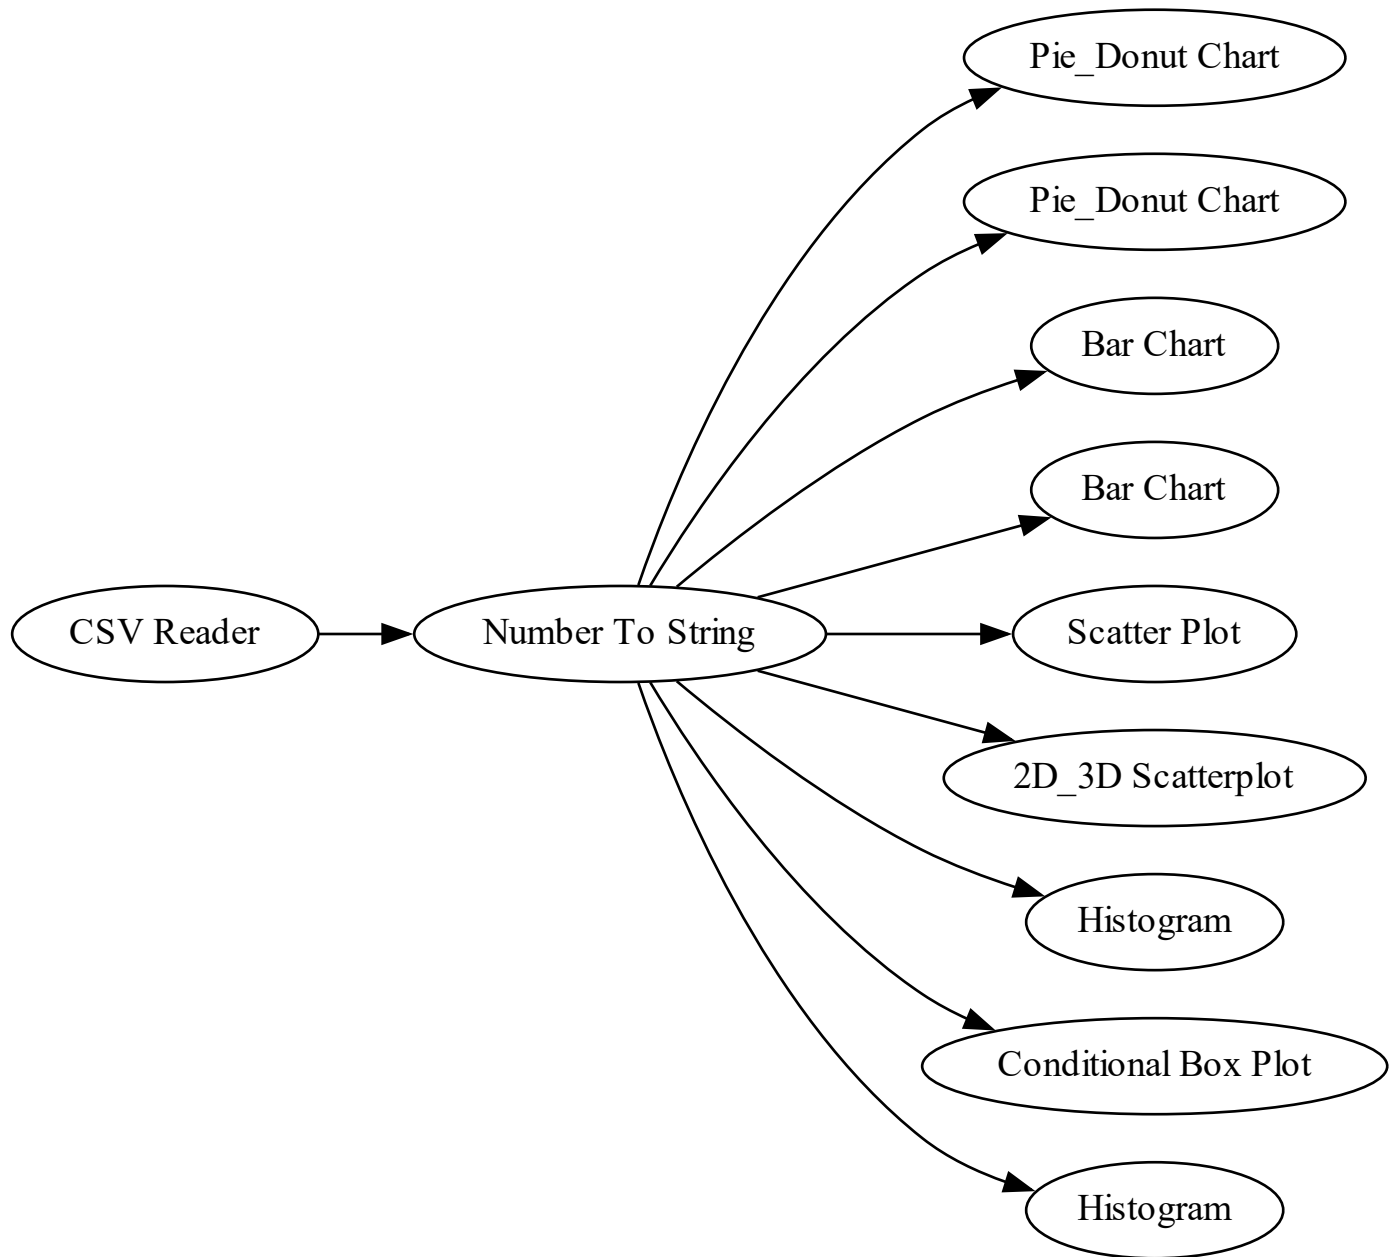 Pie_Donut Chart
Pie_Donut Chart
Bar Chart
Bar Chart
CSV Reader
Number To String
Scatter Plot
2D_3D Scatterplot
Histogram
Conditional Box Plot
Histogram